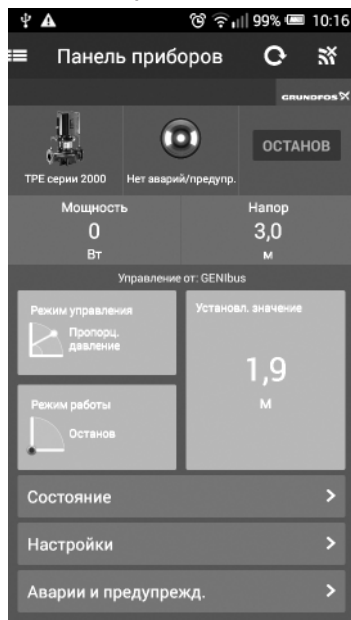 99% 10:16
Панель приборов
GRUNDFOS
TPE серии 2000
Нет аварий/предупр.
ОСТАНОВ
Мощность
0
Вт
Напор
3,0
м
Управление от: GENIbus
Режим управления
Пропорц.
давление
Установл. значение
1,9
м
Режим работы
Останов
Состояние
Настройки
Аварии и предупрежд.